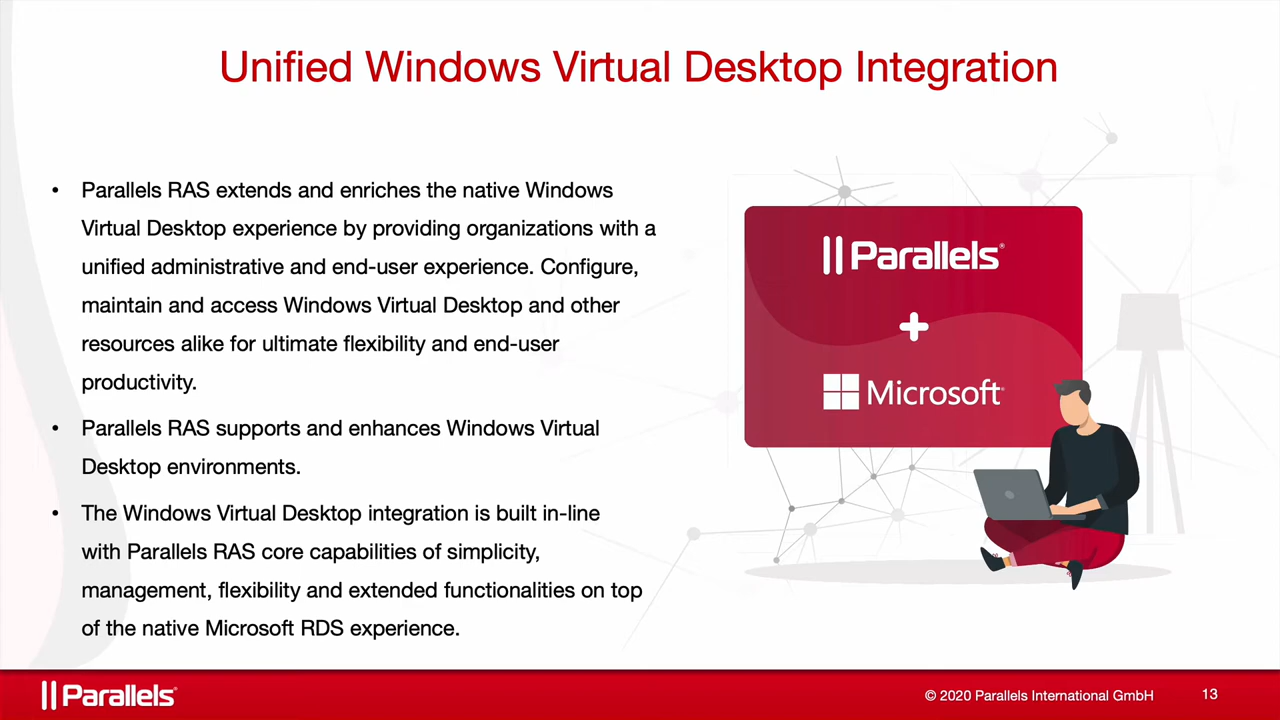 Unified Windows Virtual Desktop Integration
• Parallels RAS extends and enriches the native Windows
Virtual Desktop experience by providing organizations with a
unified administrative and end-user experience. Configure,
maintain and access Windows Virtual Desktop and other
resources alike for ultimate flexibility and end-user
productivity.
• Parallels RAS supports and enhances Windows Virtual
Desktop environments.
• The Windows Virtual Desktop integration is built in-line
with Parallels RAS core capabilities of simplicity,
management, flexibility and extended functionalities on top
of the native Microsoft RDS experience.
Parallels®
+
Microsoft
Parallels®
© 2020 Parallels International GmbH
13